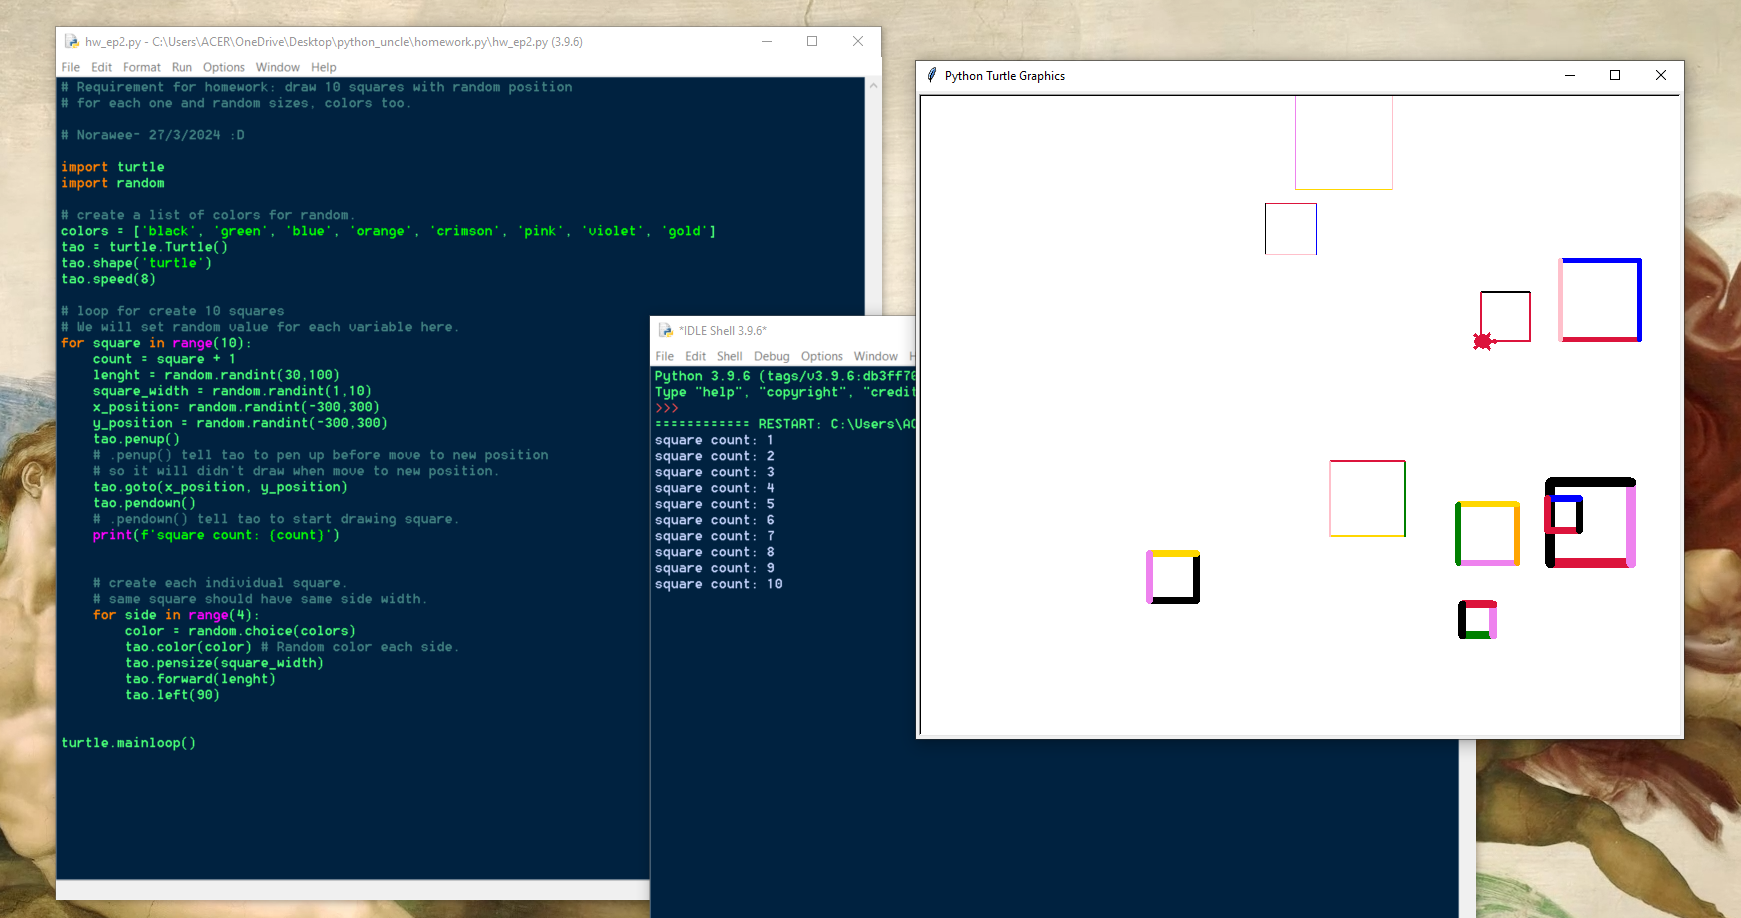 hw_ep2.py - C:\Users\ACER\OneDrive\Desktop\python_uncle\homework.py\hw_ep2.py (3.9.6)
File Edit Format Run Options Window Help
# Requirement for homework: draw 10 squares with random position
# for each one and random sizes, colors too.
# Norawee- 27/3/2024 :D
import turtle
import random
# create a list of colors for random.
colors = ['black', 'green', 'blue', 'orange', 'crimson', 'pink', 'violet', 'gold']
tao = turtle.Turtle()
tao.shape('turtle')
tao.speed(8)
# loop for create 10 squares
# We will set random value for each variable here.
for square in range(10):
    count = square + 1
    lenght = random.randint(30,100)
    square_width = random.randint(1,10)
    x_position= random.randint(-300,300)
    y_position = random.randint(-300,300)
    tao.penup()
    # .penup() tell tao to pen up before move to new position
    # so it will didn't draw when move to new position.
    tao.goto(x_position, y_position)
    tao.pendown()
    # .pendown() tell tao to start drawing square.
    print(f'square count: {count}')
    # create each individual square.
    # same square should have same side width.
    for side in range(4):
        color = random.choice(colors)
        tao.color(color) # Random color each side.
        tao.pensize(square_width)
        tao.forward(lenght)
        tao.left(90)
turtle.mainloop()
*IDLE Shell 3.9.6*
File Edit Shell Debug Options Window
Python 3.9.6 (tags/v3.9.6:db3ff76
Type "help", "copyright", "credit
>>>
============ RESTART: C:\Users\AC
square count: 1
square count: 2
square count: 3
square count: 4
square count: 5
square count: 6
square count: 7
square count: 8
square count: 9
square count: 10
Python Turtle Graphics